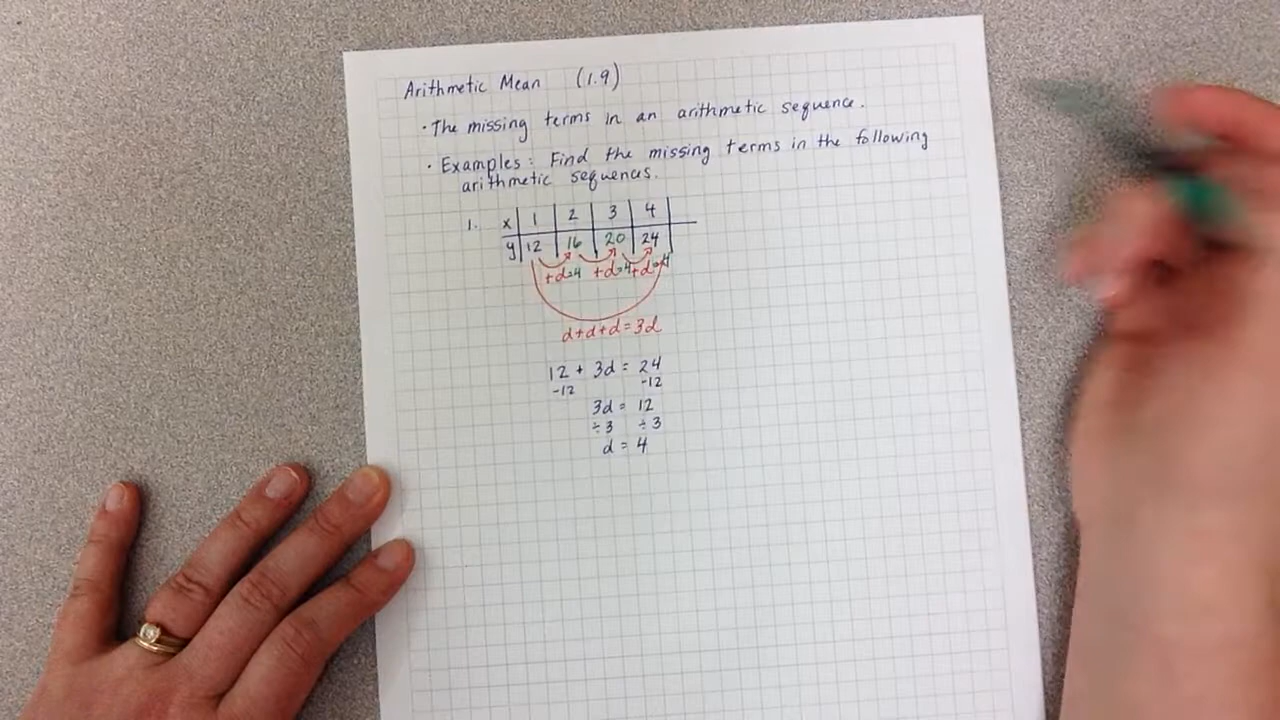 Arithmetic Mean (1.9)
• The missing terms in an arithmetic sequence.
• Examples: Find the missing terms in the following
arithmetic sequences.
1. x | 1 | 2 | 3 | 4 |
y | 12 | 16 | 20 | 24 |
+d=4 +d=4 +d=4
d+d+d=3d
12 + 3d = 24
-12 -12
3d = 12
÷3 ÷3
d = 4